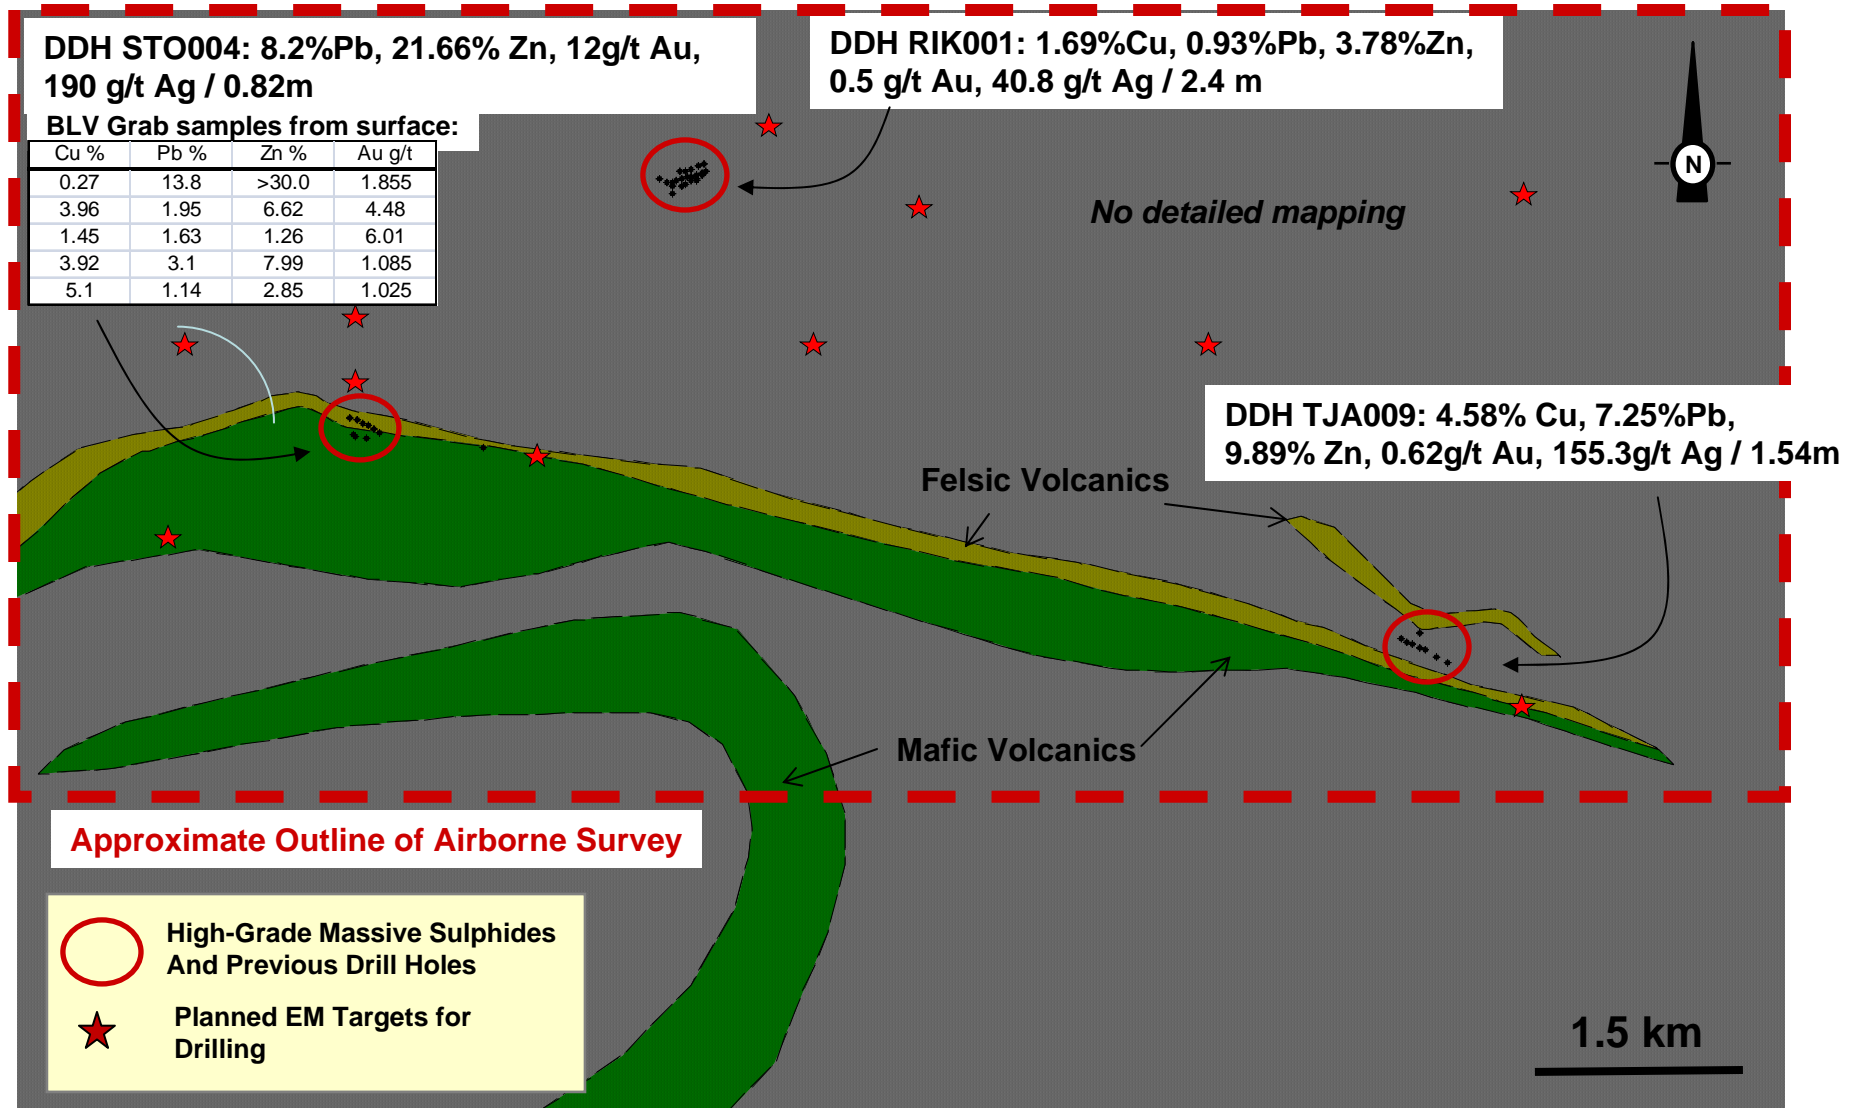 DDH STO004: 8.2%Pb, 21.66% Zn, 12g/t Au,
190 g/t Ag / 0.82m
BLV Grab samples from surface:
Cu % Pb % Zn % Au g/t
0.27 13.8 >30.0 1.855
3.96 1.95 6.62 4.48
1.45 1.63 1.26 6.01
3.92 3.1 7.99 1.085
5.1 1.14 2.85 1.025
DDH RIK001: 1.69%Cu, 0.93%Pb, 3.78%Zn,
0.5 g/t Au, 40.8 g/t Ag / 2.4 m
N
No detailed mapping
DDH TJA009: 4.58% Cu, 7.25%Pb,
9.89% Zn, 0.62g/t Au, 155.3g/t Ag / 1.54m
Felsic Volcanics
Mafic Volcanics
Approximate Outline of Airborne Survey
High-Grade Massive Sulphides
And Previous Drill Holes
Planned EM Targets for
Drilling
1.5 km